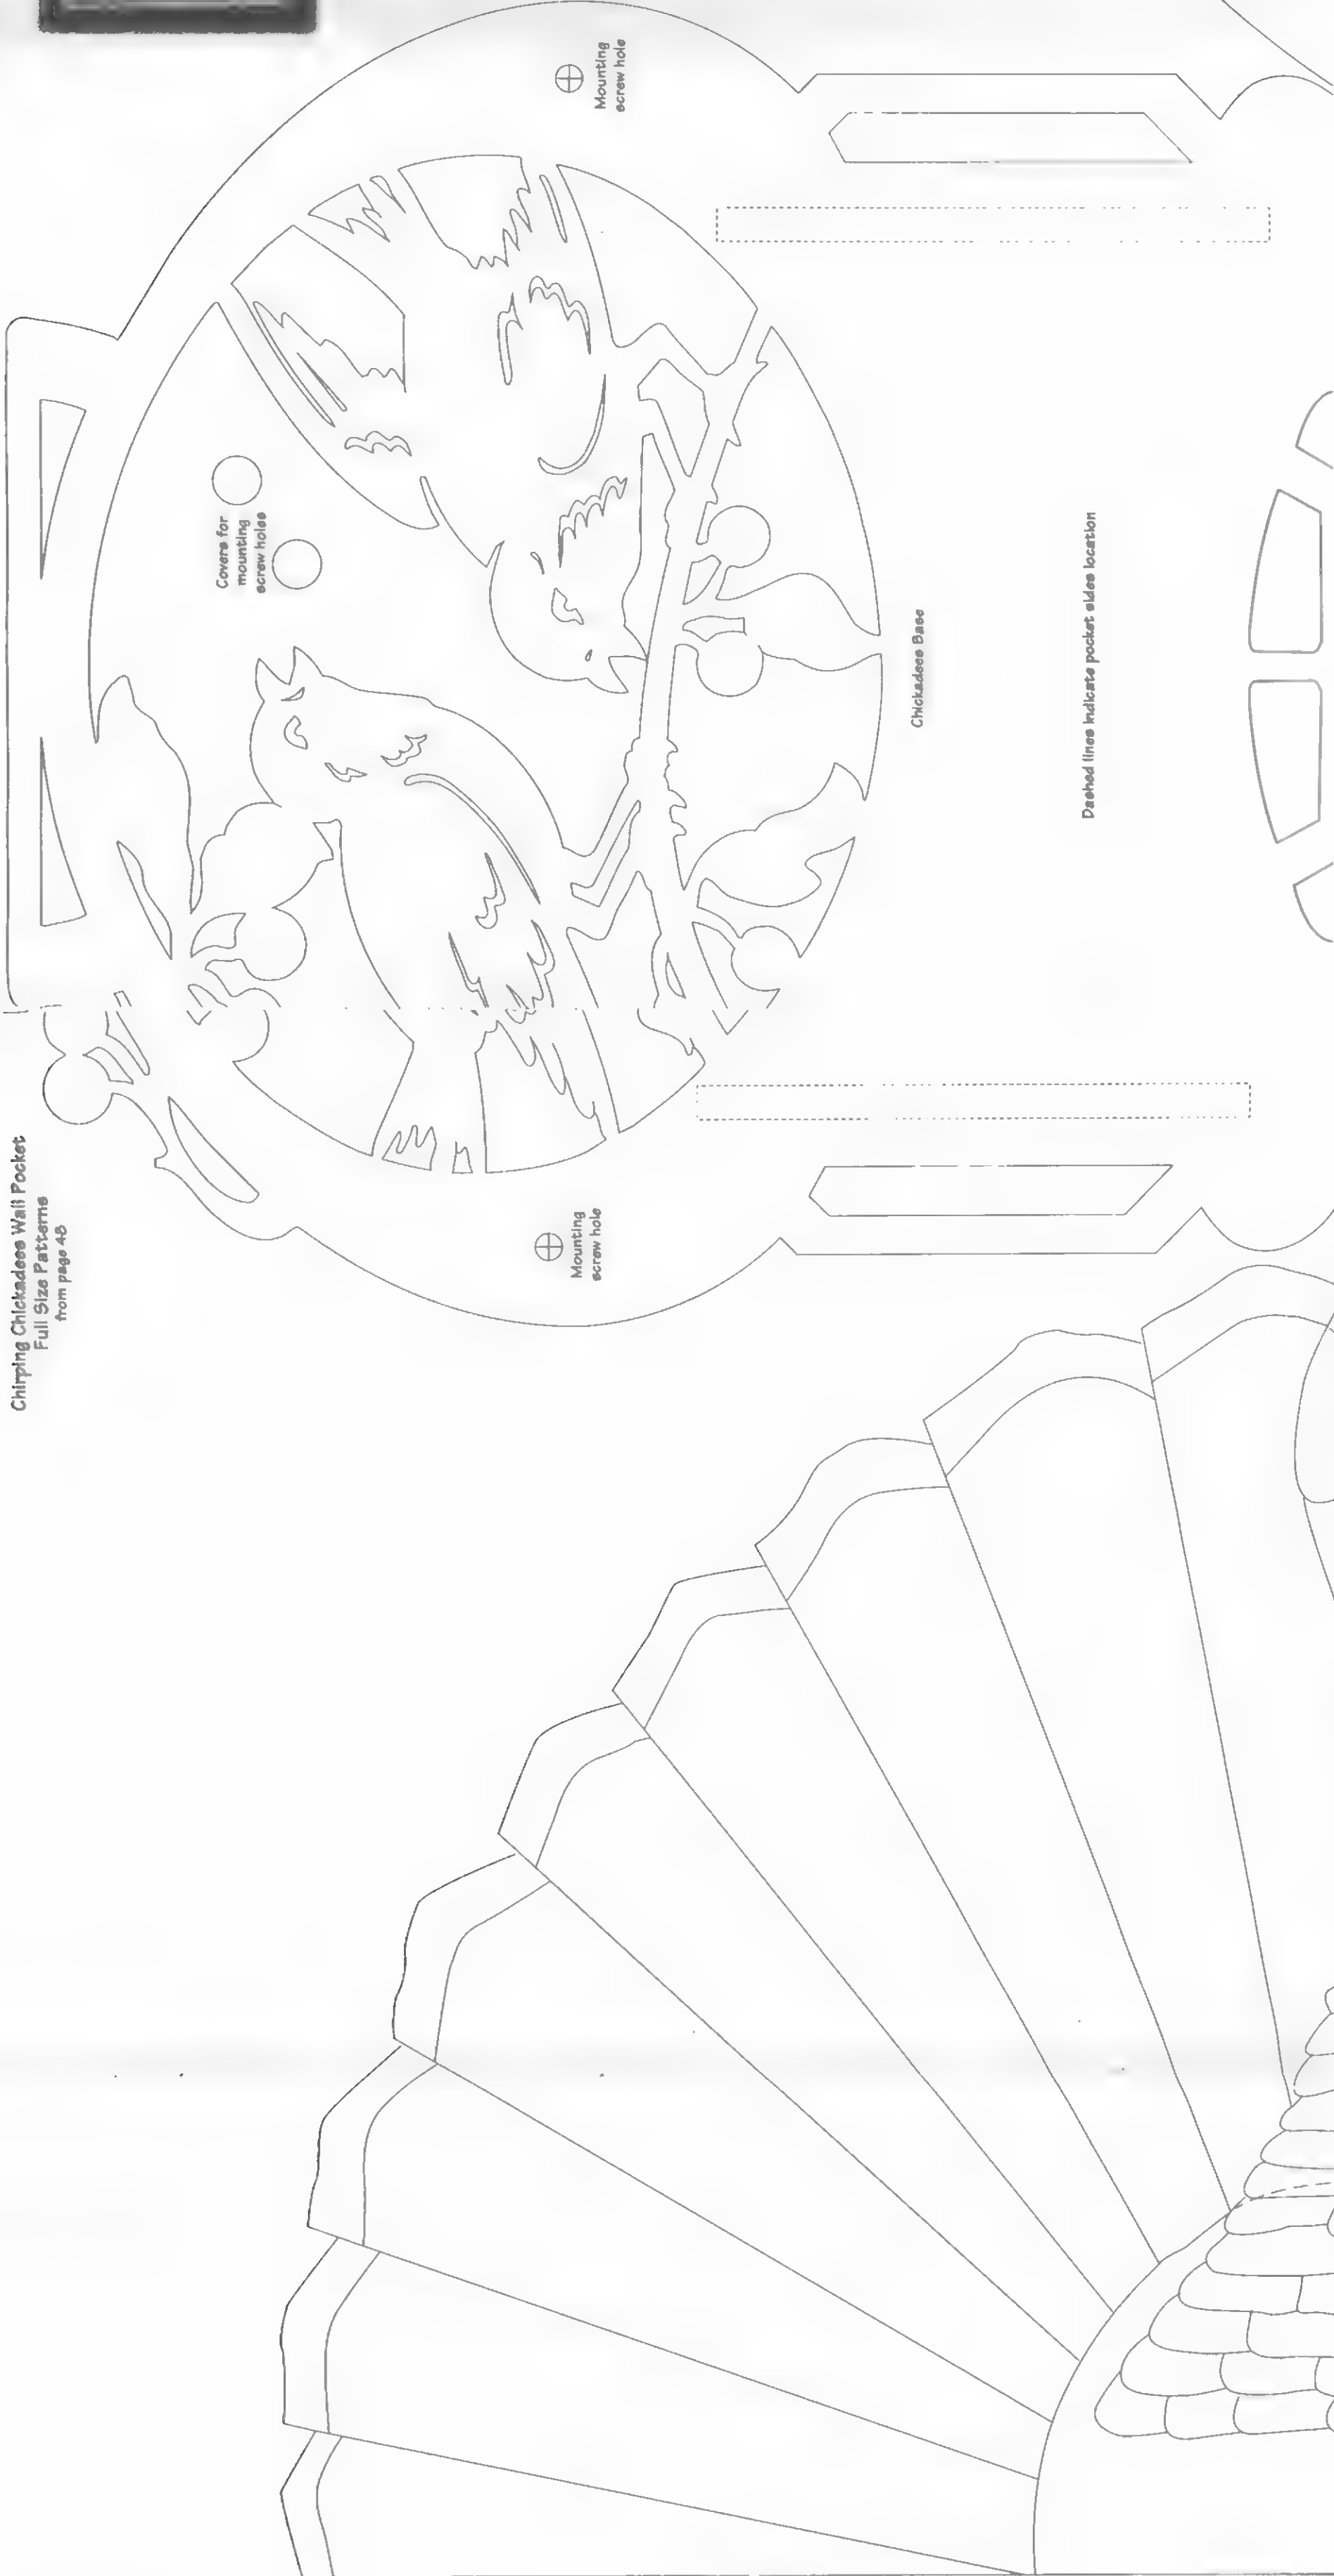 Chirping Chickadees Wall Pocket
Full Size Patterns
from page 48
Covers for
mounting
screw holes
Mounting
screw hole
Mounting
screw hole
Chickadees Base
Dashed lines indicate pocket sides location